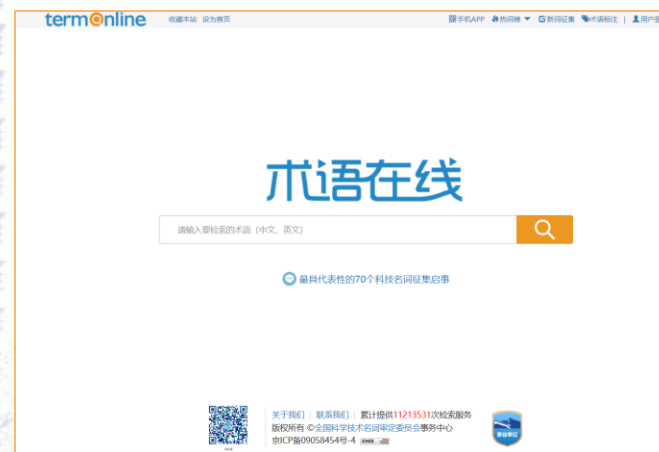 termonline 收藏本站 设为首页 手机APP 热词榜 新词征集 术语标注 | 用户登
术语在线
请输入要检索的术语（中文、英文）
最具代表性的70个科技名词征集启事
关于我们 | 联系我们 | 累计提供11213531次检索服务
版权所有 ©全国科学技术名词审定委员会事务中心
京ICP备09058454号-4
事业单位